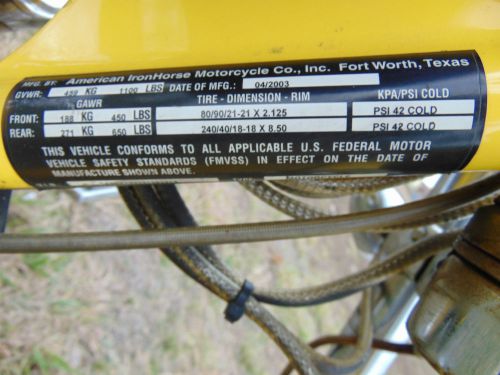 MFG. BY: American IronHorse Motorcycle Co., Inc. Fort Worth, Texas
GVWR: 499 KG 1100 LBS DATE OF MFG.: 04/2003
GAWR TIRE - DIMENSION - RIM KPA/PSI COLD
FRONT: 188 KG 450 LBS 80/90/21-21 X 2.125 PSI 42 COLD
REAR: 271 KG 650 LBS 240/40/18-18 X 8.50 PSI 42 COLD
THIS VEHICLE CONFORMS TO ALL APPLICABLE U.S. FEDERAL MOTOR
VEHICLE SAFETY STANDARDS (FMVSS) IN EFFECT ON THE DATE OF
MANUFACTURE SHOWN ABOVE.